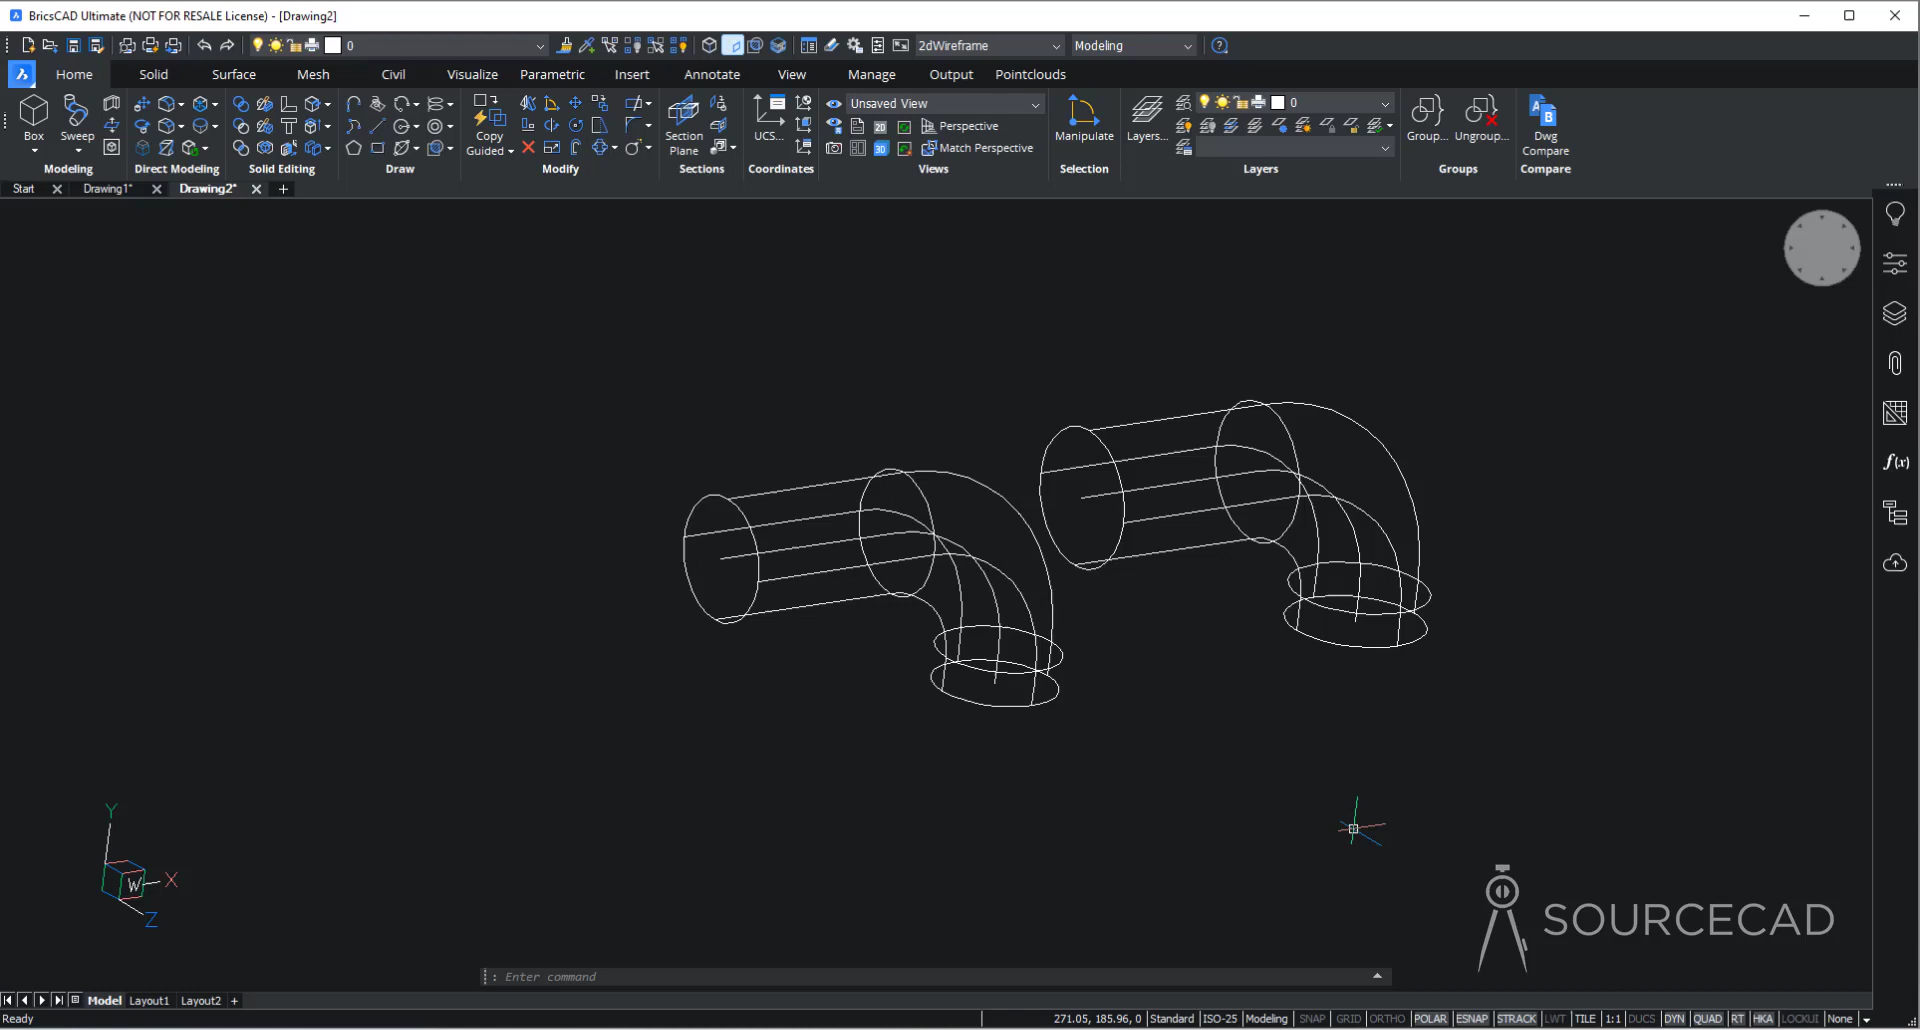 BricsCAD Ultimate (NOT FOR RESALE License) - [Drawing2]
0 2dWireframe Modeling
Home Solid Surface Mesh Civil Visualize Parametric Insert Annotate View Manage Output Pointclouds
Box Sweep
Modeling
Direct Modeling
Solid Editing
Draw
Copy
Guided
Modify
Section
Plane
Sections
UCS...
Coordinates
Unsaved View
2D Perspective
3D Match Perspective
Views
Manipulate
Selection
Layers...
0
Layers
Group... Ungroup...
Groups
A
B
Dwg
Compare
Compare
Start Drawing1* Drawing2* +
f(x)
Y
W X
Z
SOURCECAD
: Enter command
Model Layout1 Layout2 +
Ready 271.05, 185.96, 0 Standard ISO-25 Modeling SNAP GRID ORTHO POLAR ESNAP STRACK LWT TILE 1:1 DUCS DYN QUAD RT HKA LOCKUI None